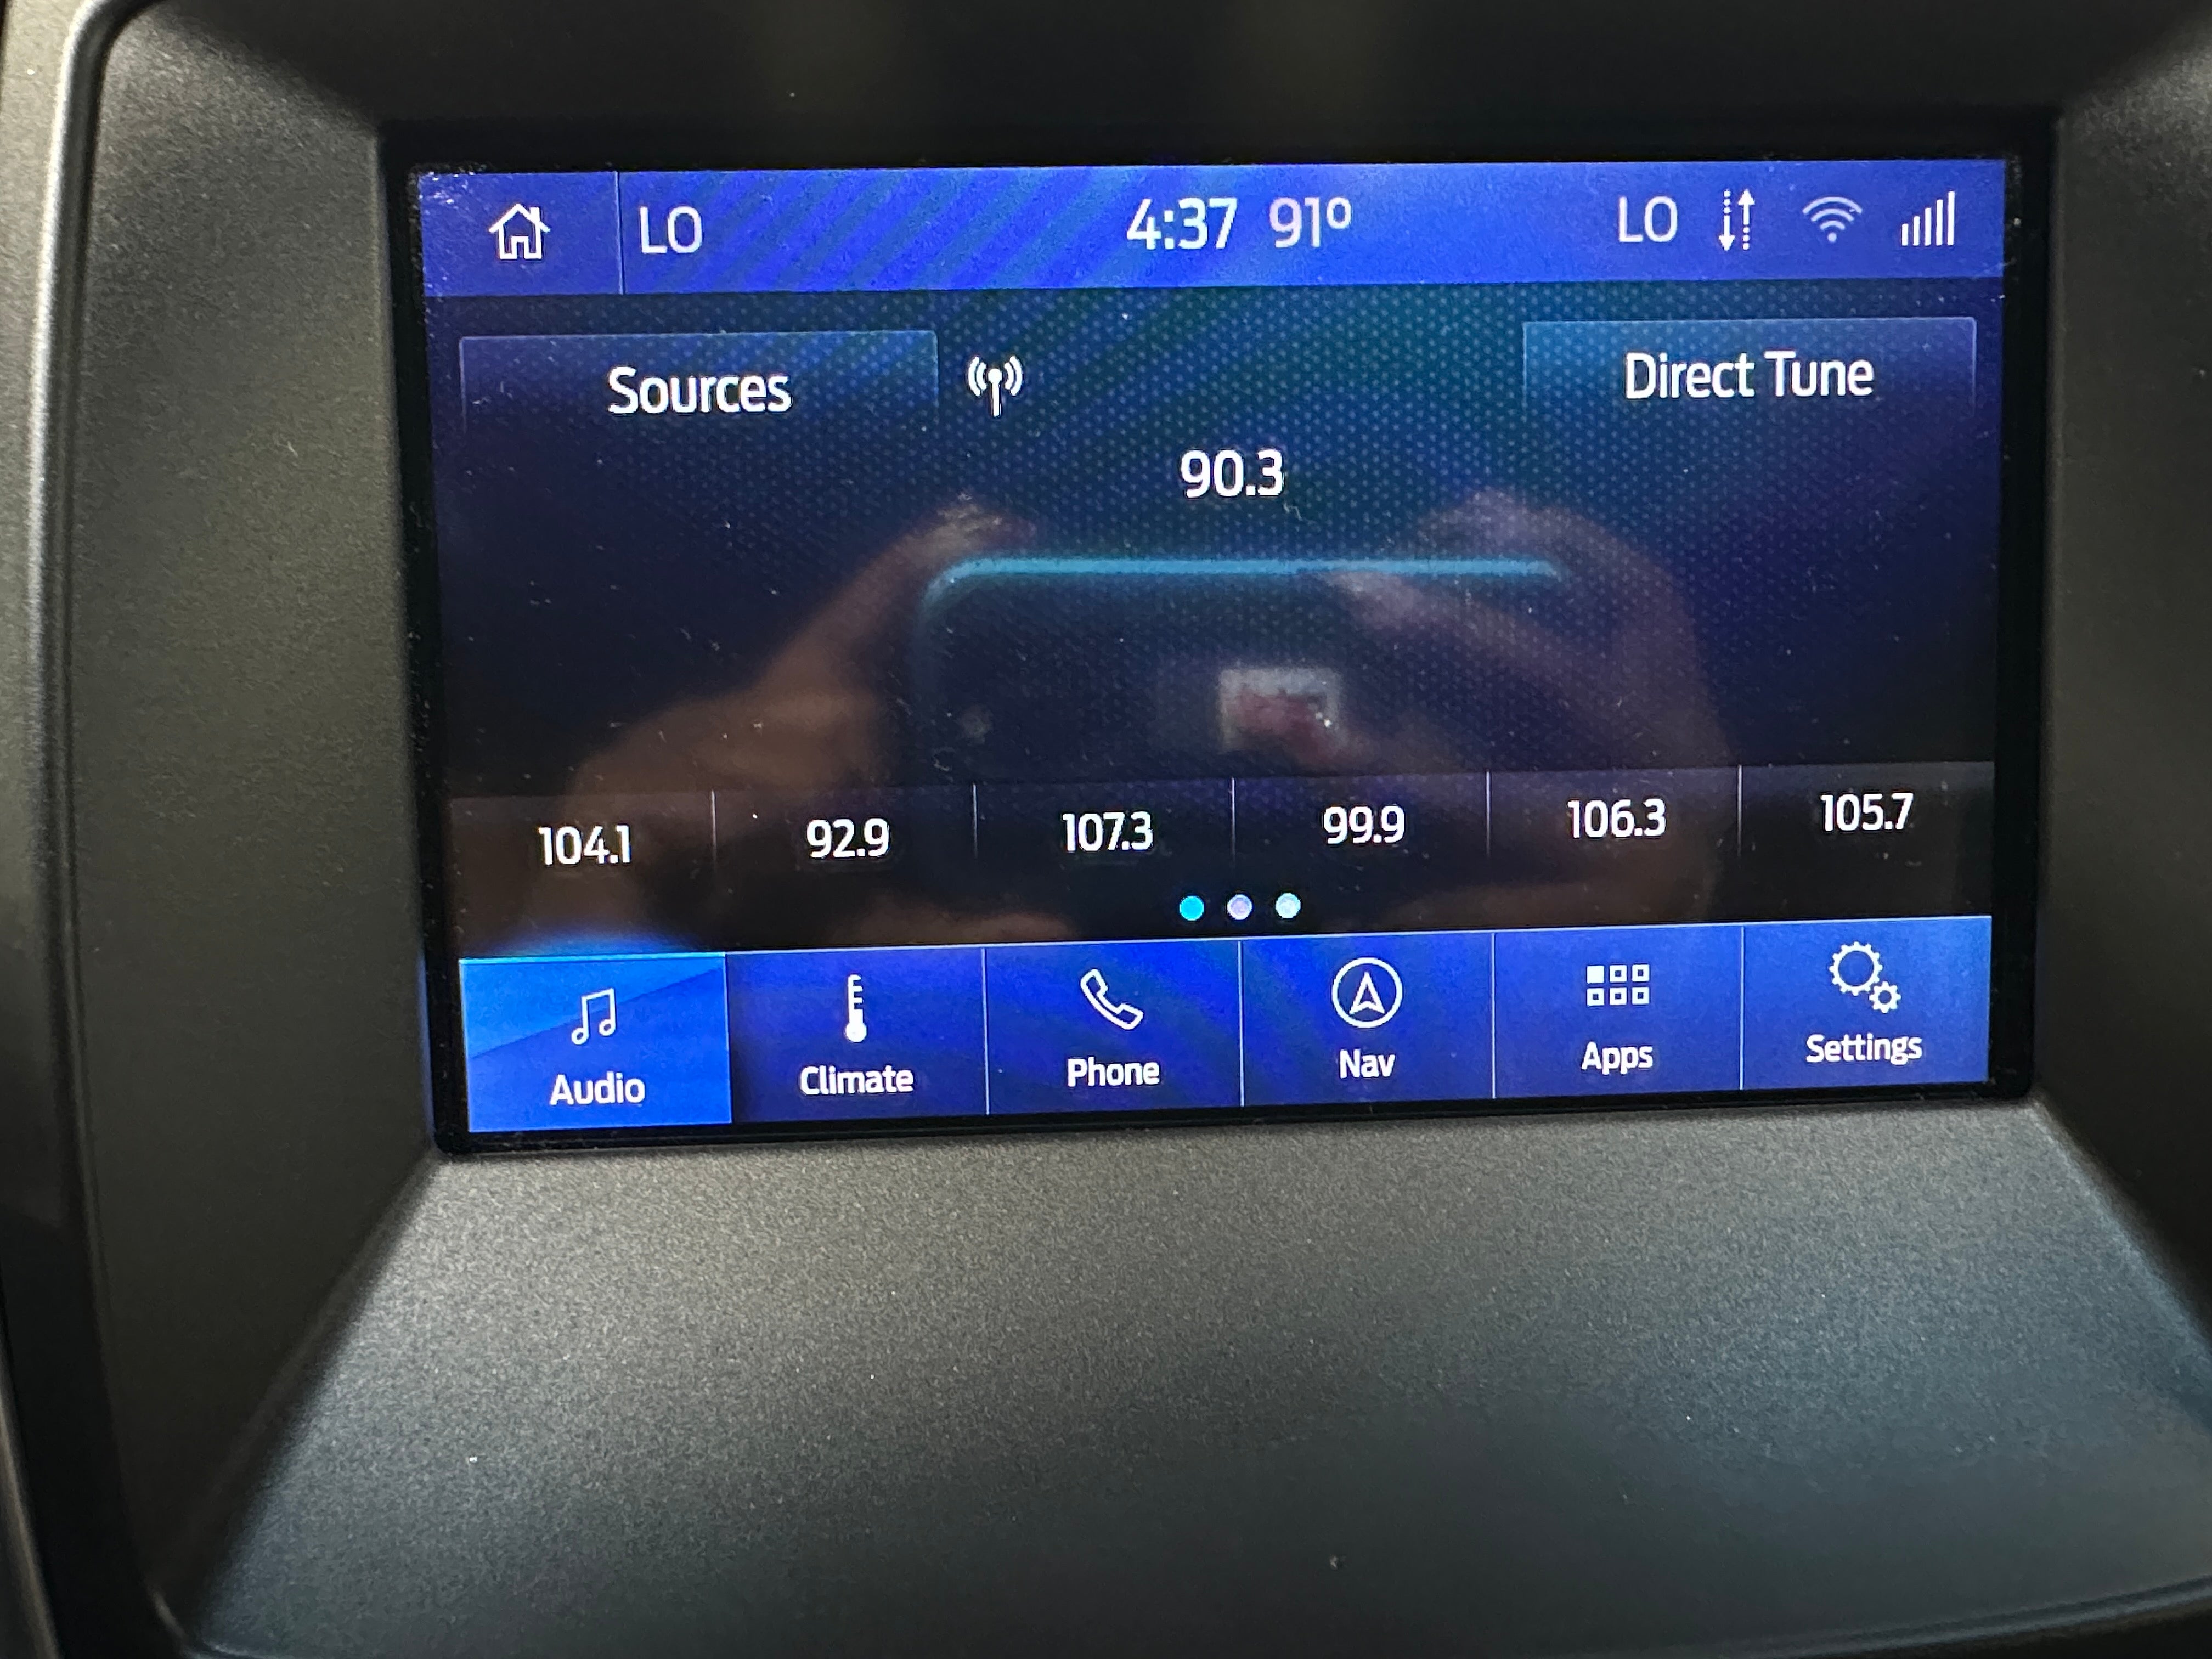 LO 4:37 91° LO
Sources Direct Tune
90.3
104.1 92.9 107.3 99.9 106.3 105.7
Audio Climate Phone Nav Apps Settings